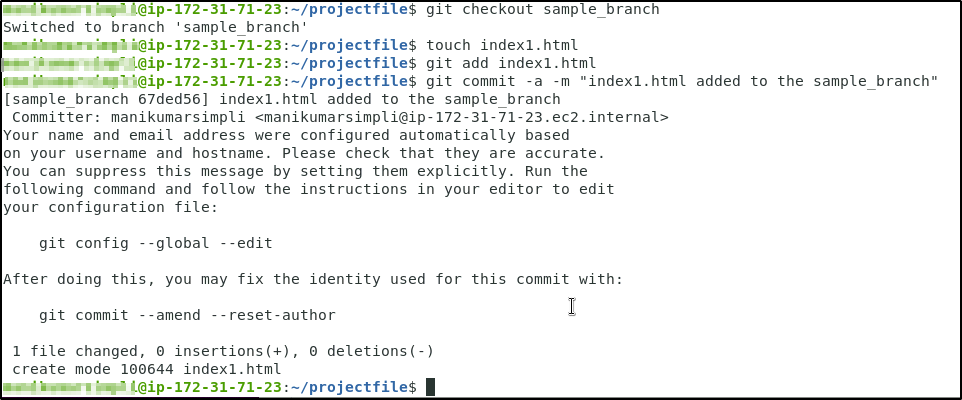 @ip-172-31-71-23:~/projectfile$ git checkout sample_branch
Switched to branch 'sample_branch'
@ip-172-31-71-23:~/projectfile$ touch index1.html
@ip-172-31-71-23:~/projectfile$ git add index1.html
@ip-172-31-71-23:~/projectfile$ git commit -a -m "index1.html added to the sample_branch"
[sample_branch 67ded56] index1.html added to the sample_branch
Committer: manikumarsimpli <manikumarsimpli@ip-172-31-71-23.ec2.internal>
Your name and email address were configured automatically based
on your username and hostname. Please check that they are accurate.
You can suppress this message by setting them explicitly. Run the
following command and follow the instructions in your editor to edit
your configuration file:
git config --global --edit
After doing this, you may fix the identity used for this commit with:
git commit --amend --reset-author
1 file changed, 0 insertions(+), 0 deletions(-)
create mode 100644 index1.html
@ip-172-31-71-23:~/projectfile$